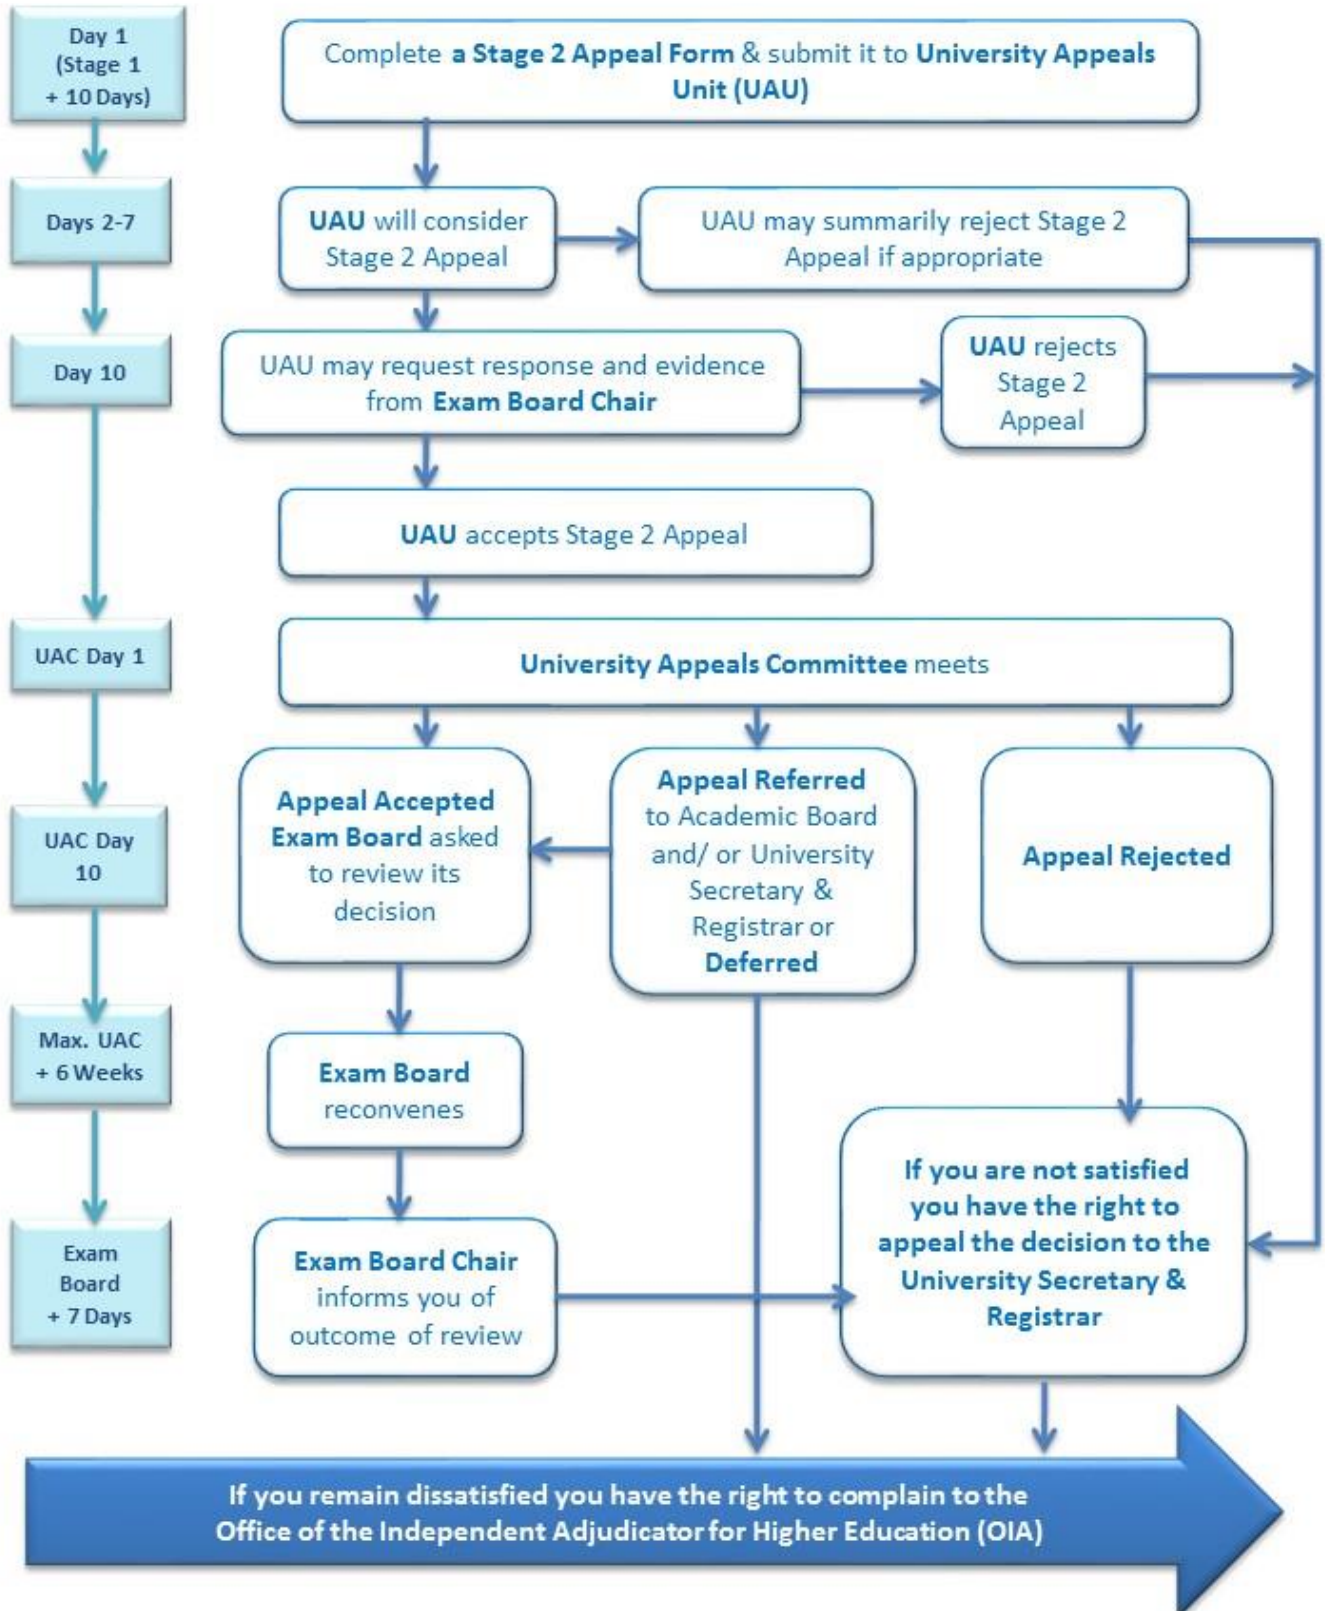 Day 1
(Stage 1
+ 10 Days)
Complete a Stage 2 Appeal Form & submit it to University Appeals
Unit (UAU)
Days 2-7
UAU will consider
Stage 2 Appeal
UAU may summarily reject Stage 2
Appeal if appropriate
Day 10
UAU may request response and evidence
from Exam Board Chair
UAU rejects
Stage 2
Appeal
UAU accepts Stage 2 Appeal
UAC Day 1
University Appeals Committee meets
UAC Day
10
Appeal Accepted
Exam Board asked
to review its
decision
Appeal Referred
to Academic Board
and/ or University
Secretary &
Registrar or
Deferred
Appeal Rejected
Max. UAC
+ 6 Weeks
Exam Board
reconvenes
Exam
Board
+ 7 Days
Exam Board Chair
informs you of
outcome of review
If you are not satisfied
you have the right to
appeal the decision to the
University Secretary &
Registrar
If you remain dissatisfied you have the right to complain to the
Office of the Independent Adjudicator for Higher Education (OIA)